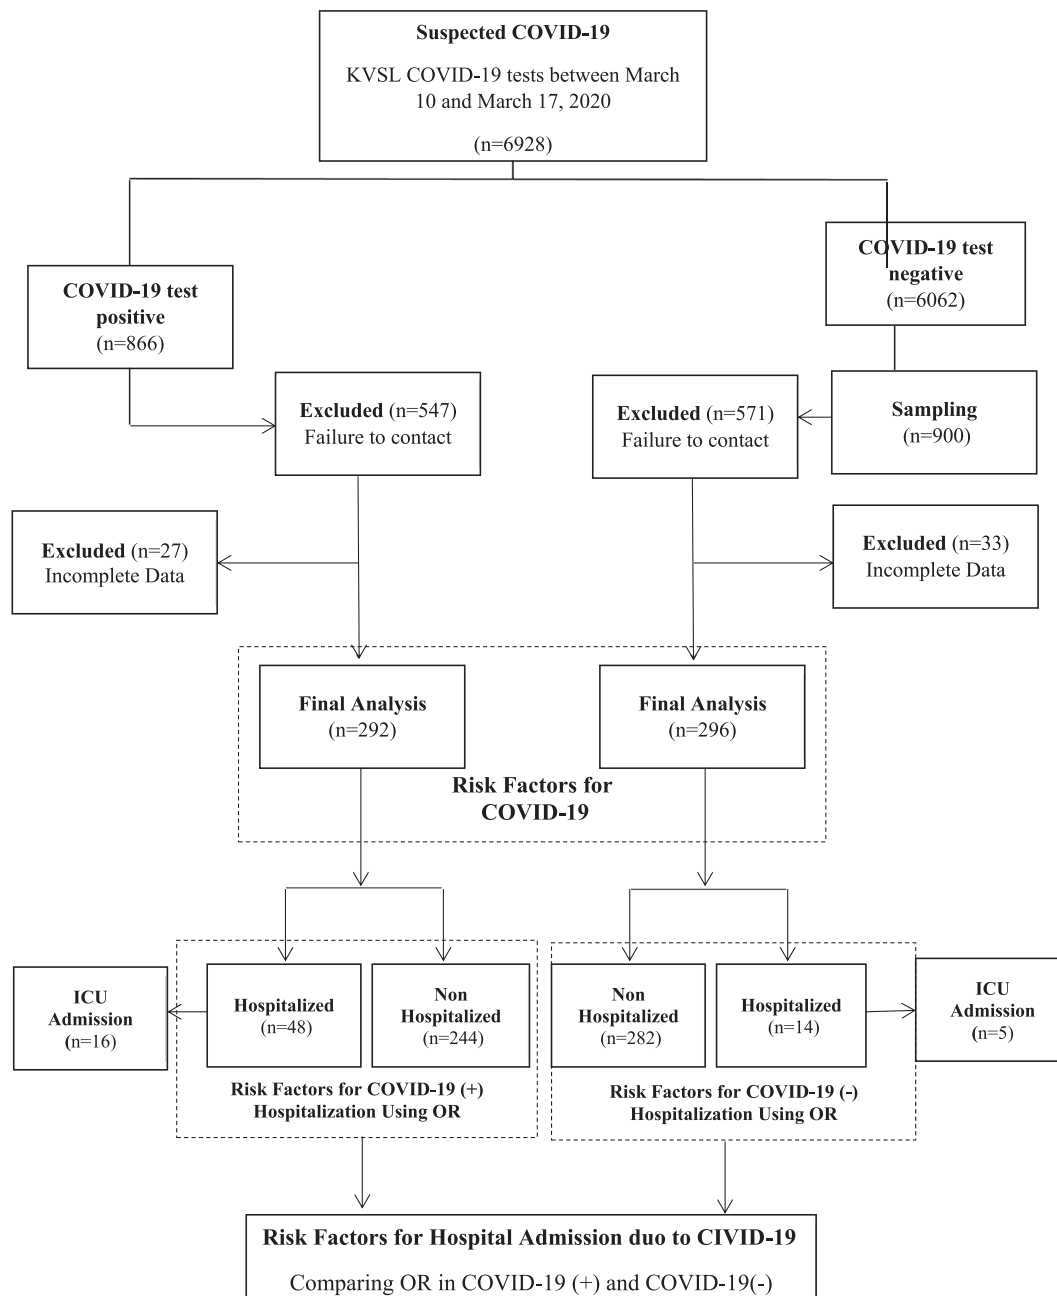 Suspected COVID-19
KVSL COVID-19 tests between March
10 and March 17, 2020
(n=6928)
COVID-19 test
negative
(n=6062)
COVID-19 test
positive
(n=866)
Excluded (n=547)
Failure to contact
Excluded (n=571)
Failure to contact
Sampling
(n=900)
Excluded (n=27)
Incomplete Data
Excluded (n=33)
Incomplete Data
Final Analysis
(n=292)
Final Analysis
(n=296)
Risk Factors for
COVID-19
ICU
Admission
(n=16)
Hospitalized
(n=48)
Non
Hospitalized
(n=244)
Non
Hospitalized
(n=282)
Hospitalized
(n=14)
ICU
Admission
(n=5)
Risk Factors for COVID-19 (+)
Hospitalization Using OR
Risk Factors for COVID-19 (-)
Hospitalization Using OR
Risk Factors for Hospital Admission duo to CIVID-19
Comparing OR in COVID-19 (+) and COVID-19(-)